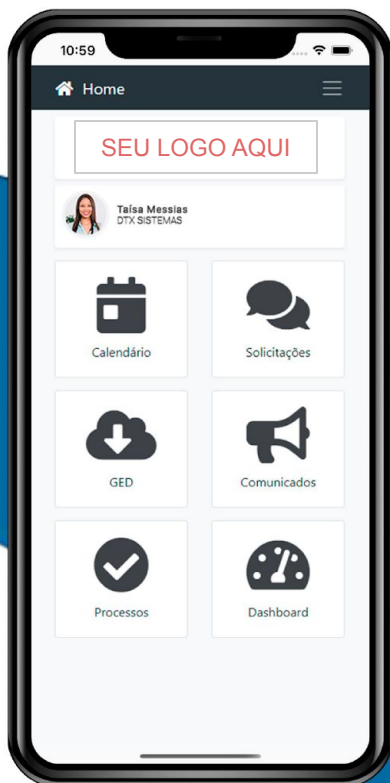 10:59
Home
SEU LOGO AQUI
Taísa Messias
DTX SISTEMAS
Calendário
Solicitações
GED
Comunicados
Processos
Dashboard